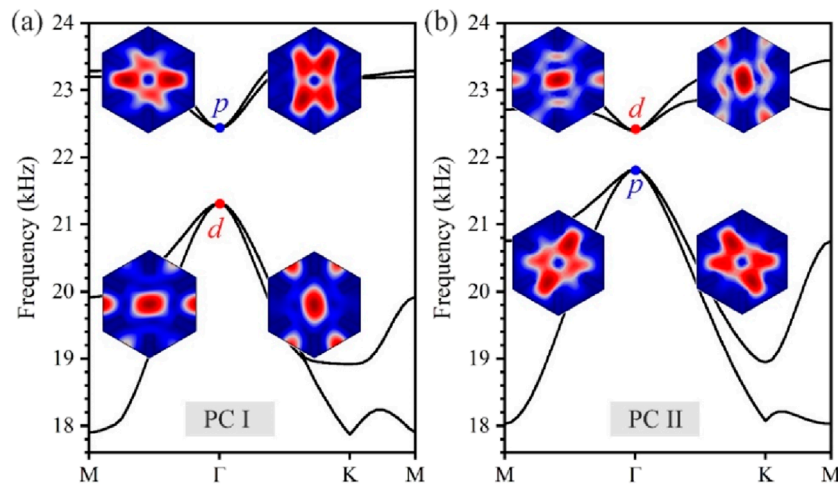 (a)
24
23
22
21
20
19
18
Frequency (kHz)
p
d
PC I
M
Γ
K
M
(b)
24
23
22
21
20
19
18
Frequency (kHz)
d
p
PC II
M
Γ
K
M